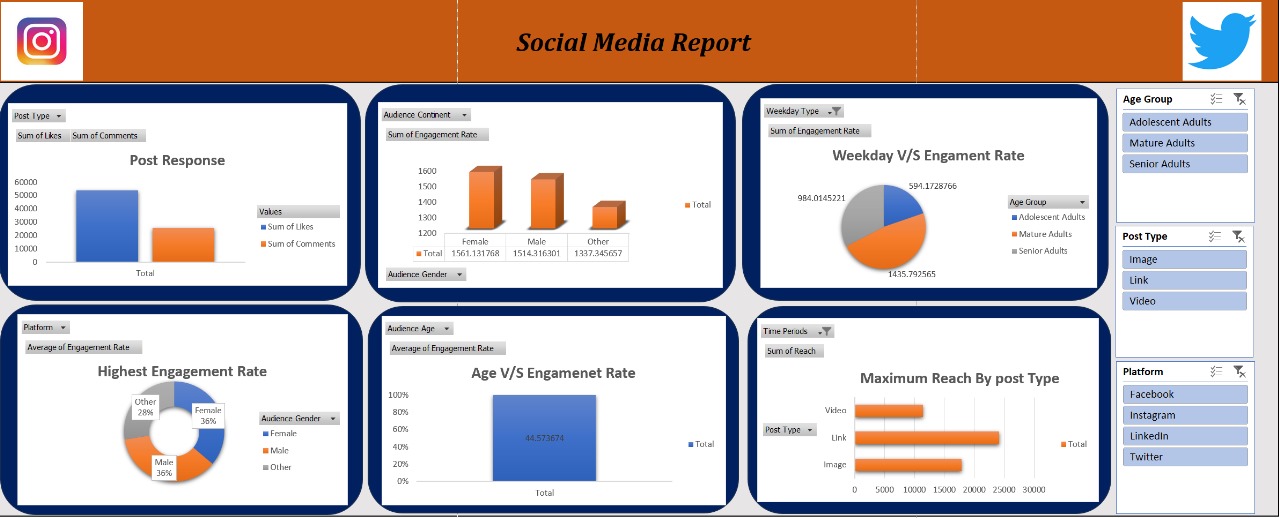 Social Media Report
Post Type
Sum of Likes Sum of Comments
Post Response
60000
50000
40000
30000
20000
10000
0
Total
Values
Sum of Likes
Sum of Comments
Audience Continent
Sum of Engagement Rate
1600
1500
1400
1300
1200
Female Male Other
Total 1561.131768 1514.316301 1337.345657
Total
Audience Gender
Weekday Type
Sum of Engagement Rate
Weekday V/S Engament Rate
594.1728766
984.0145221
1435.792565
Age Group
Adolescent Adults
Mature Adults
Senior Adults
Platform
Average of Engagement Rate
Highest Engagement Rate
Other
28%
Female
36%
Male
36%
Audience Gender
Female
Male
Other
Audience Age
Average of Engagement Rate
Age V/S Engamenet Rate
100%
80%
60%
40%
20%
0%
44.573674
Total
Total
Time Periods
Sum of Reach
Maximum Reach By post Type
Post Type
Video
Link
Image
0 5000 10000 15000 20000 25000 30000
Total
Age Group
Adolescent Adults
Mature Adults
Senior Adults
Post Type
Image
Link
Video
Platform
Facebook
Instagram
LinkedIn
Twitter